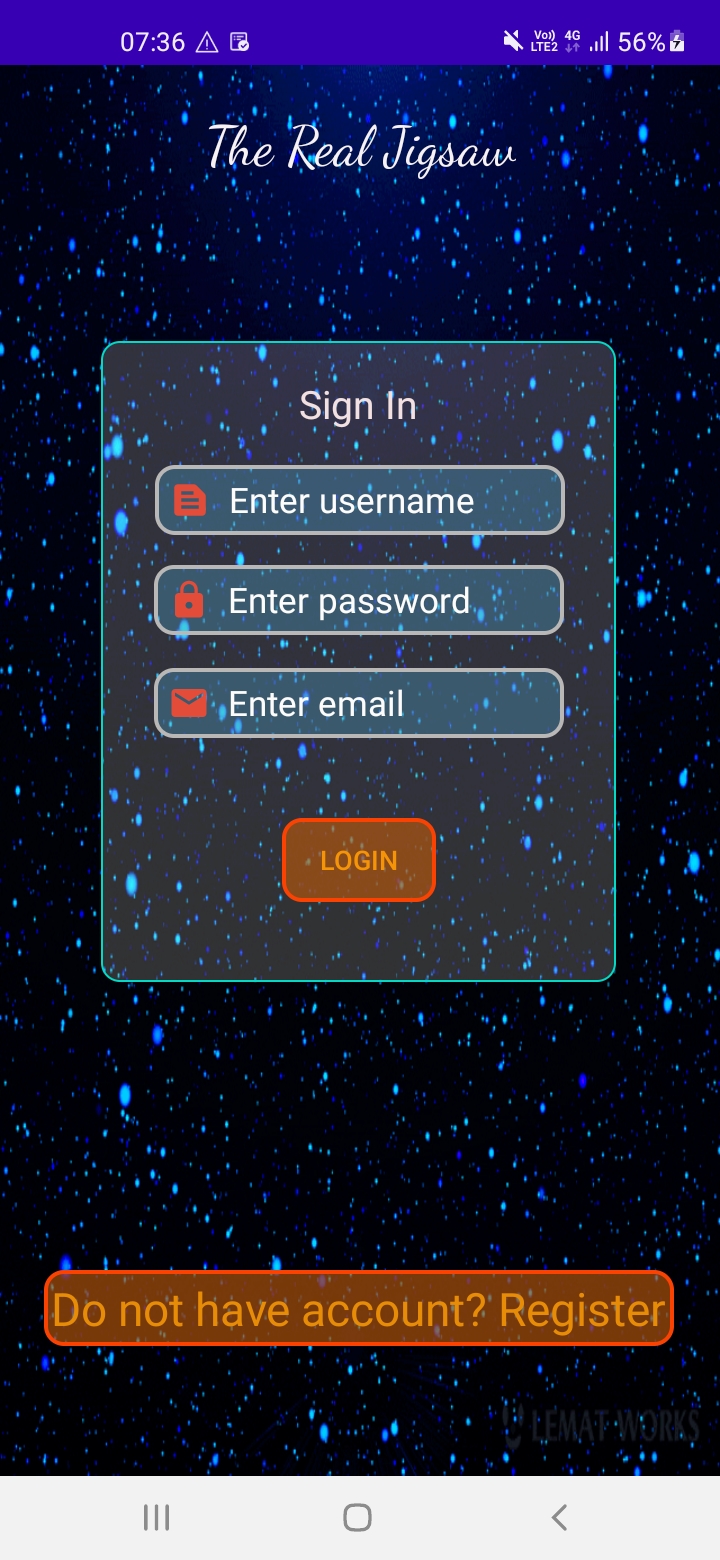 07:36 Vo)) LTE2 4G 56%
The Real Jigsaw
Sign In
Enter username
Enter password
Enter email
LOGIN
Do not have account? Register
LEMAT WORKS